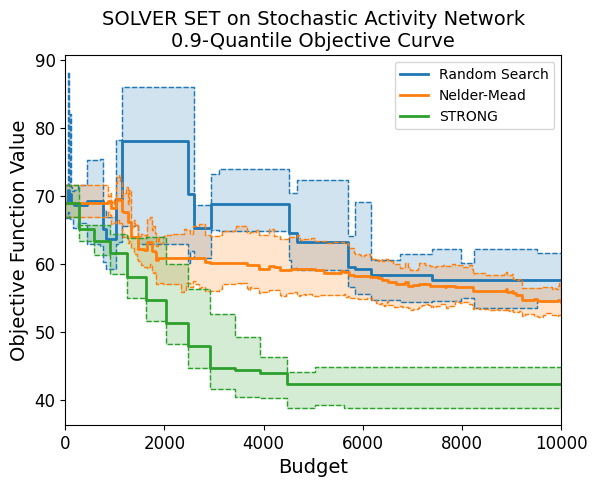 SOLVER SET on Stochastic Activity Network
0.9-Quantile Objective Curve
Random Search
Nelder-Mead
STRONG
Objective Function Value
90
80
70
60
50
40
0 2000 4000 6000 8000 10000
Budget